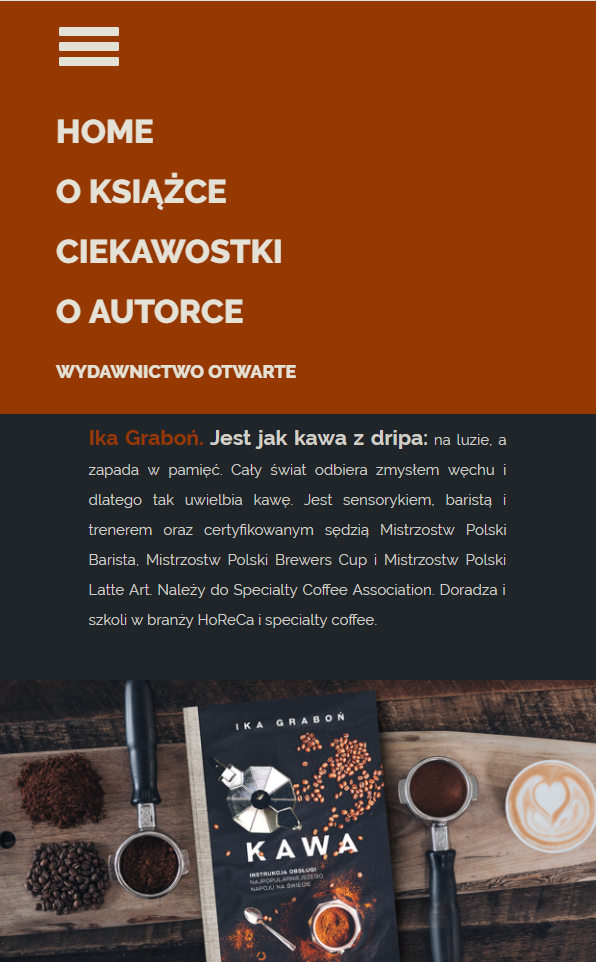 HOME
O KSIĄŻCE
CIEKAWOSTKI
O AUTORCE
WYDAWNICTWO OTWARTE
Ika Graboń. Jest jak kawa z dripa: na luzie, a
zapada w pamięć. Cały świat odbiera zmysłem węchu i
dlatego tak uwielbia kawę. Jest sensorykiem, baristą i
trenerem oraz certyfikowanym sędzią Mistrzostw Polski
Barista, Mistrzostw Polski Brewers Cup i Mistrzostw Polski
Latte Art. Należy do Specialty Coffee Association. Doradza i
szkoli w branży HoReCa i specialty coffee.
IKA GRABOŃ
KAWA
INSTRUKCJA OBSŁUGI
NAJPOPULARNIEJSZEGO
NAPOJU NA ŚWIECIE